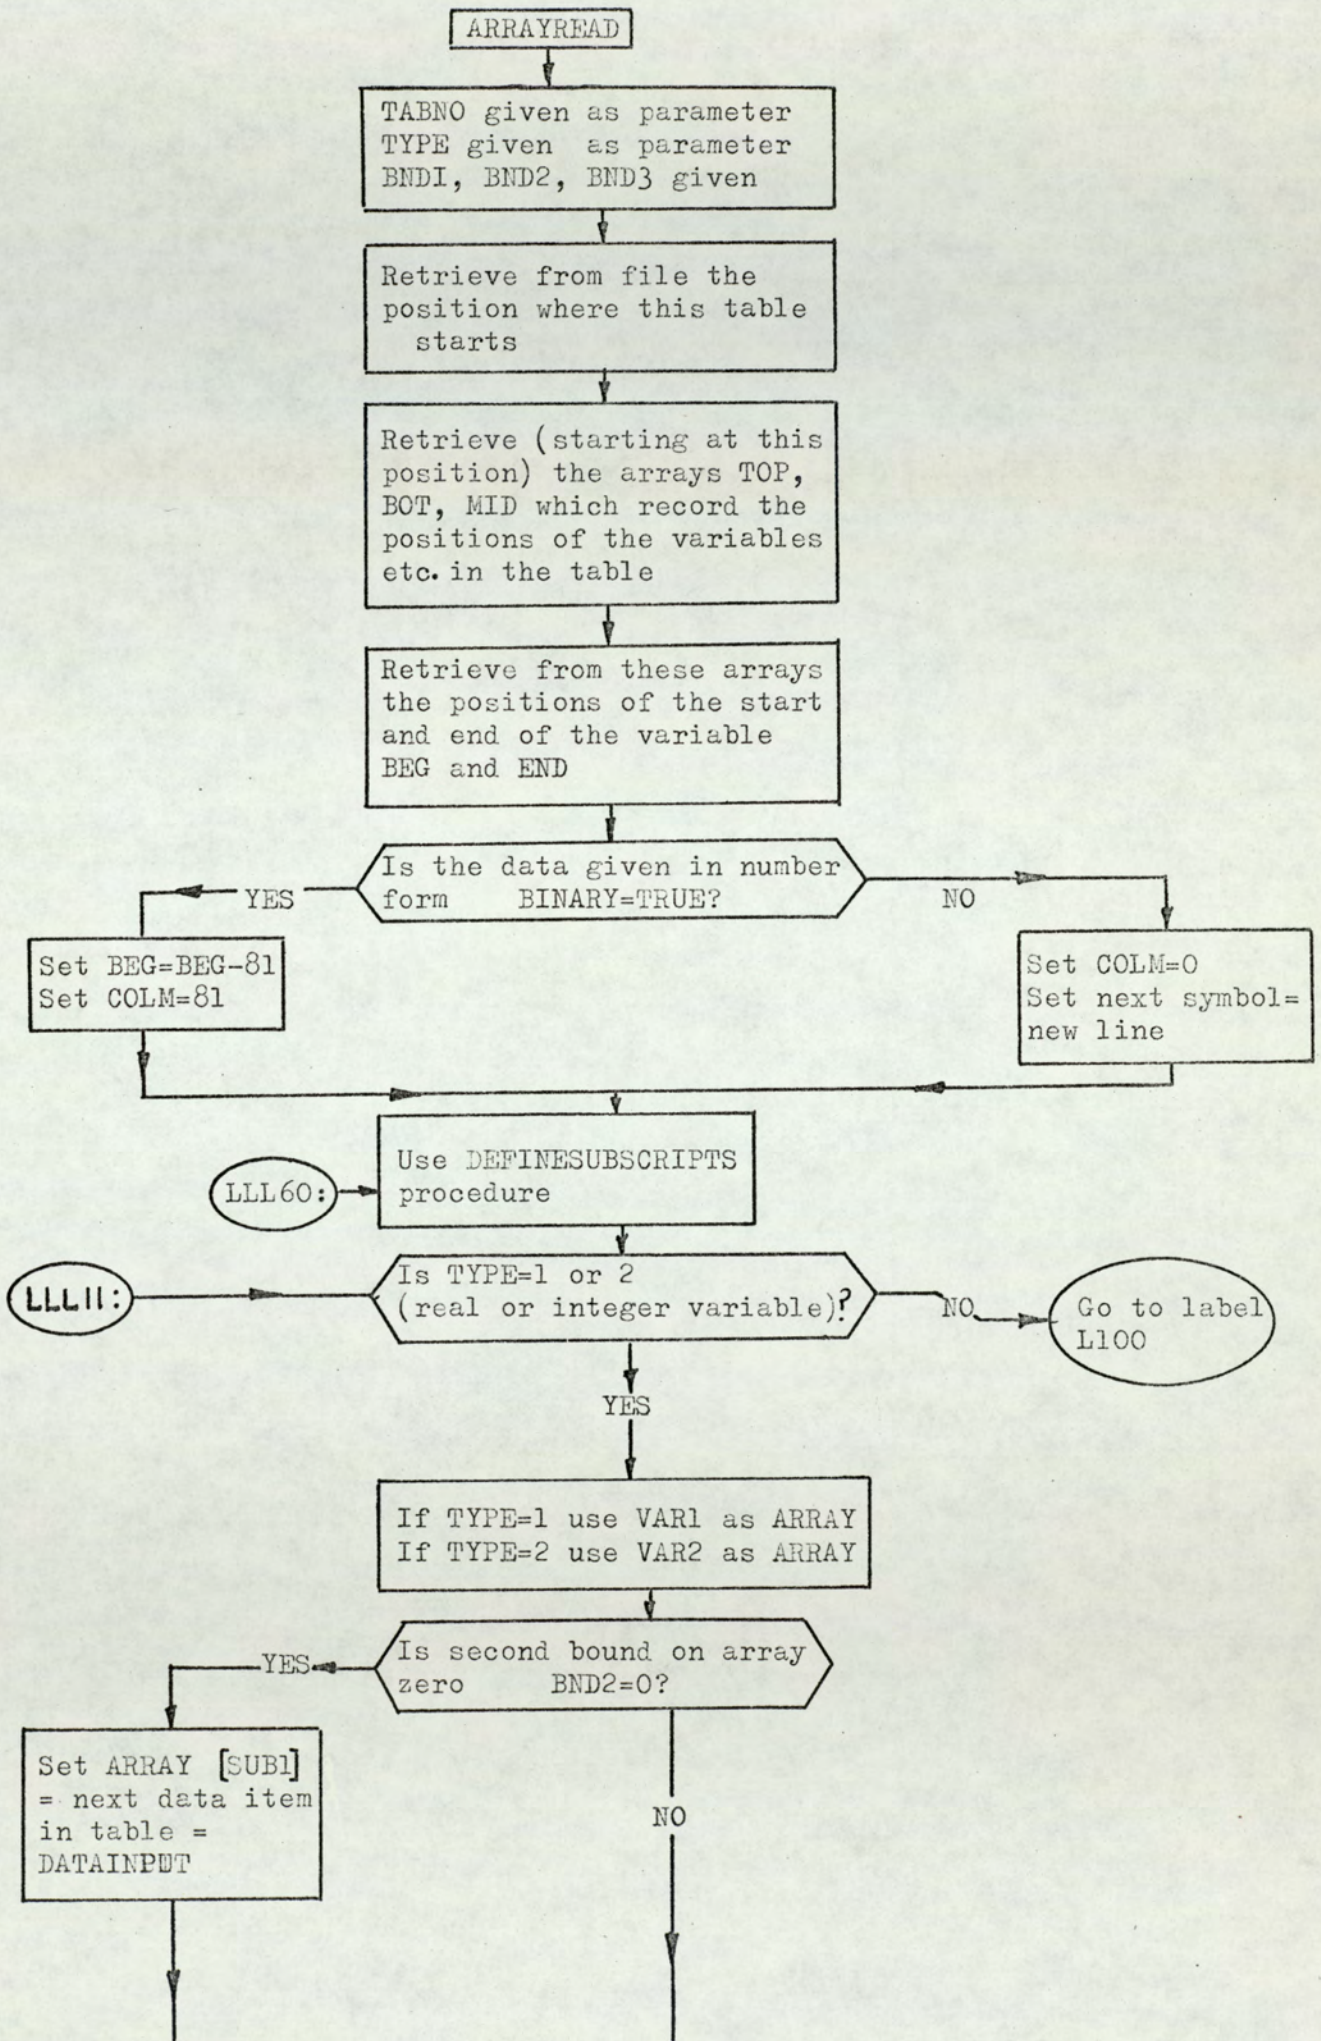 ARRAYREAD
TABNO given as parameter
TYPE given as parameter
BND1, BND2, BND3 given
Retrieve from file the
position where this table
starts
Retrieve (starting at this
position) the arrays TOP,
BOT, MID which record the
positions of the variables
etc. in the table
Retrieve from these arrays
the positions of the start
and end of the variable
BEG and END
Is the data given in number
form BINARY=TRUE?
YES
NO
Set BEG=BEG-81
Set COLM=81
Set COLM=0
Set next symbol=
new line
Use DEFINESUBSCRIPTS
procedure
LLL60:
LLL11:
Is TYPE=1 or 2
(real or integer variable)?
NO
Go to label
L100
YES
If TYPE=1 use VAR1 as ARRAY
If TYPE=2 use VAR2 as ARRAY
Is second bound on array
zero BND2=0?
YES
Set ARRAY [SUB1]
= next data item
in table =
DATAINPUT
NO